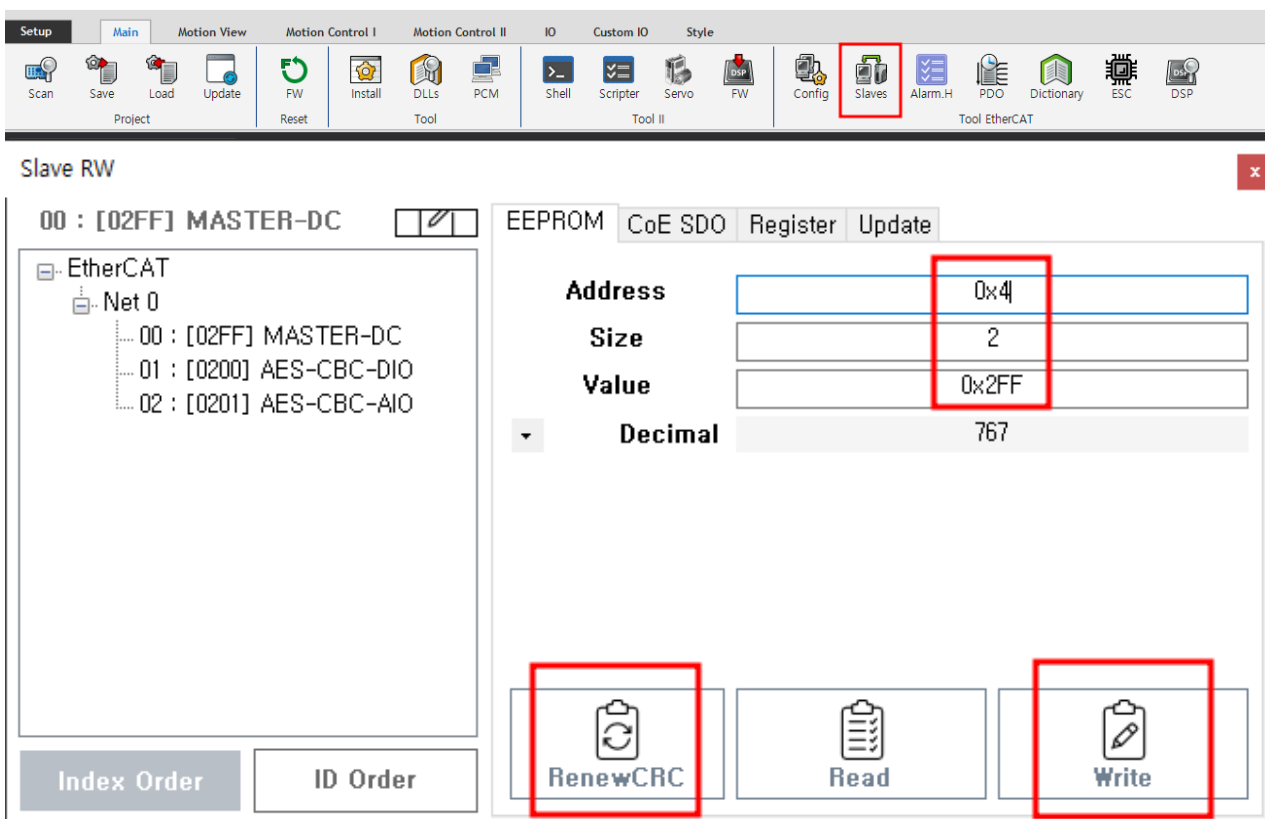 Setup Main Motion View Motion Control I Motion Control II IO Custom IO Style
Scan Save Load Update FW Install DLLs PCM Shell Scripter Servo FW Config Slaves Alarm.H PDO Dictionary ESC DSP
Project Reset Tool Tool II Tool EtherCAT
Slave RW x
00 : [02FF] MASTER-DC
EEPROM CoE SDO Register Update
EtherCAT
Net 0
00 : [02FF] MASTER-DC
01 : [0200] AES-CBC-DIO
02 : [0201] AES-CBC-AIO
Address 0x4
Size 2
Value 0x2FF
Decimal 767
Index Order ID Order
RenewCRC Read Write